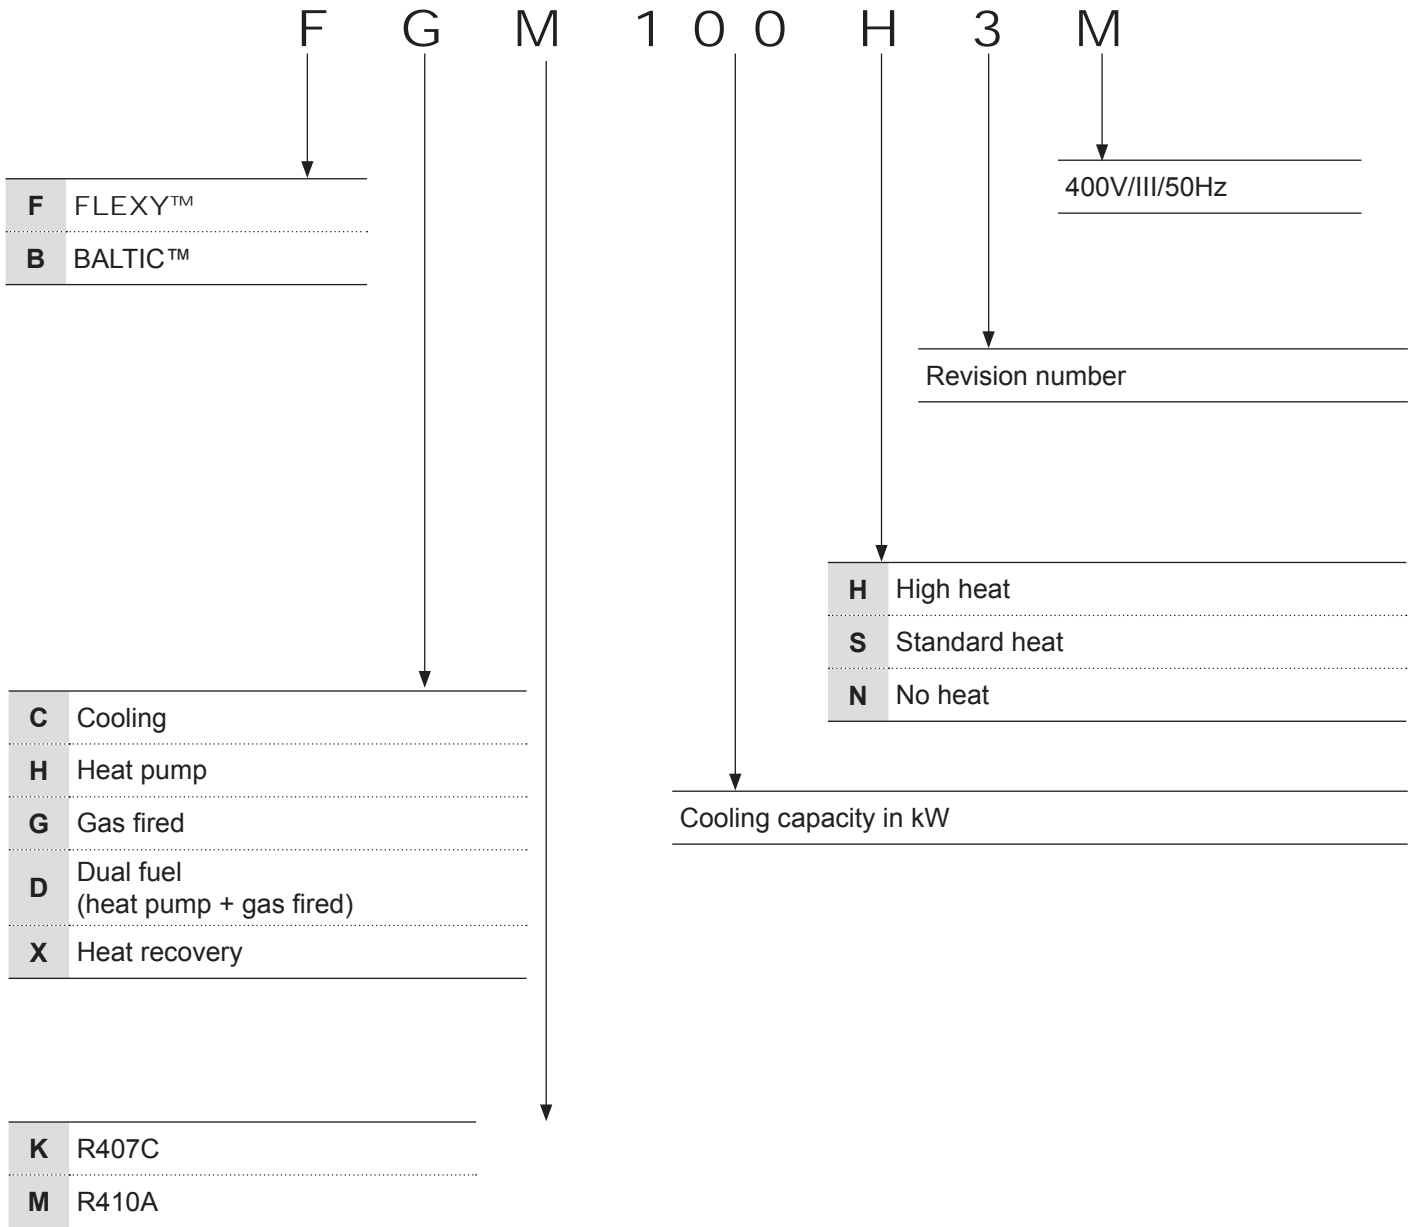 F G M 1 0 0 H 3 M
400V/III/50Hz
F FLEXY™
B BALTIC™
Revision number
H High heat
S Standard heat
N No heat
C Cooling
H Heat pump
G Gas fired
D Dual fuel
(heat pump + gas fired)
X Heat recovery
Cooling capacity in kW
K R407C
M R410A